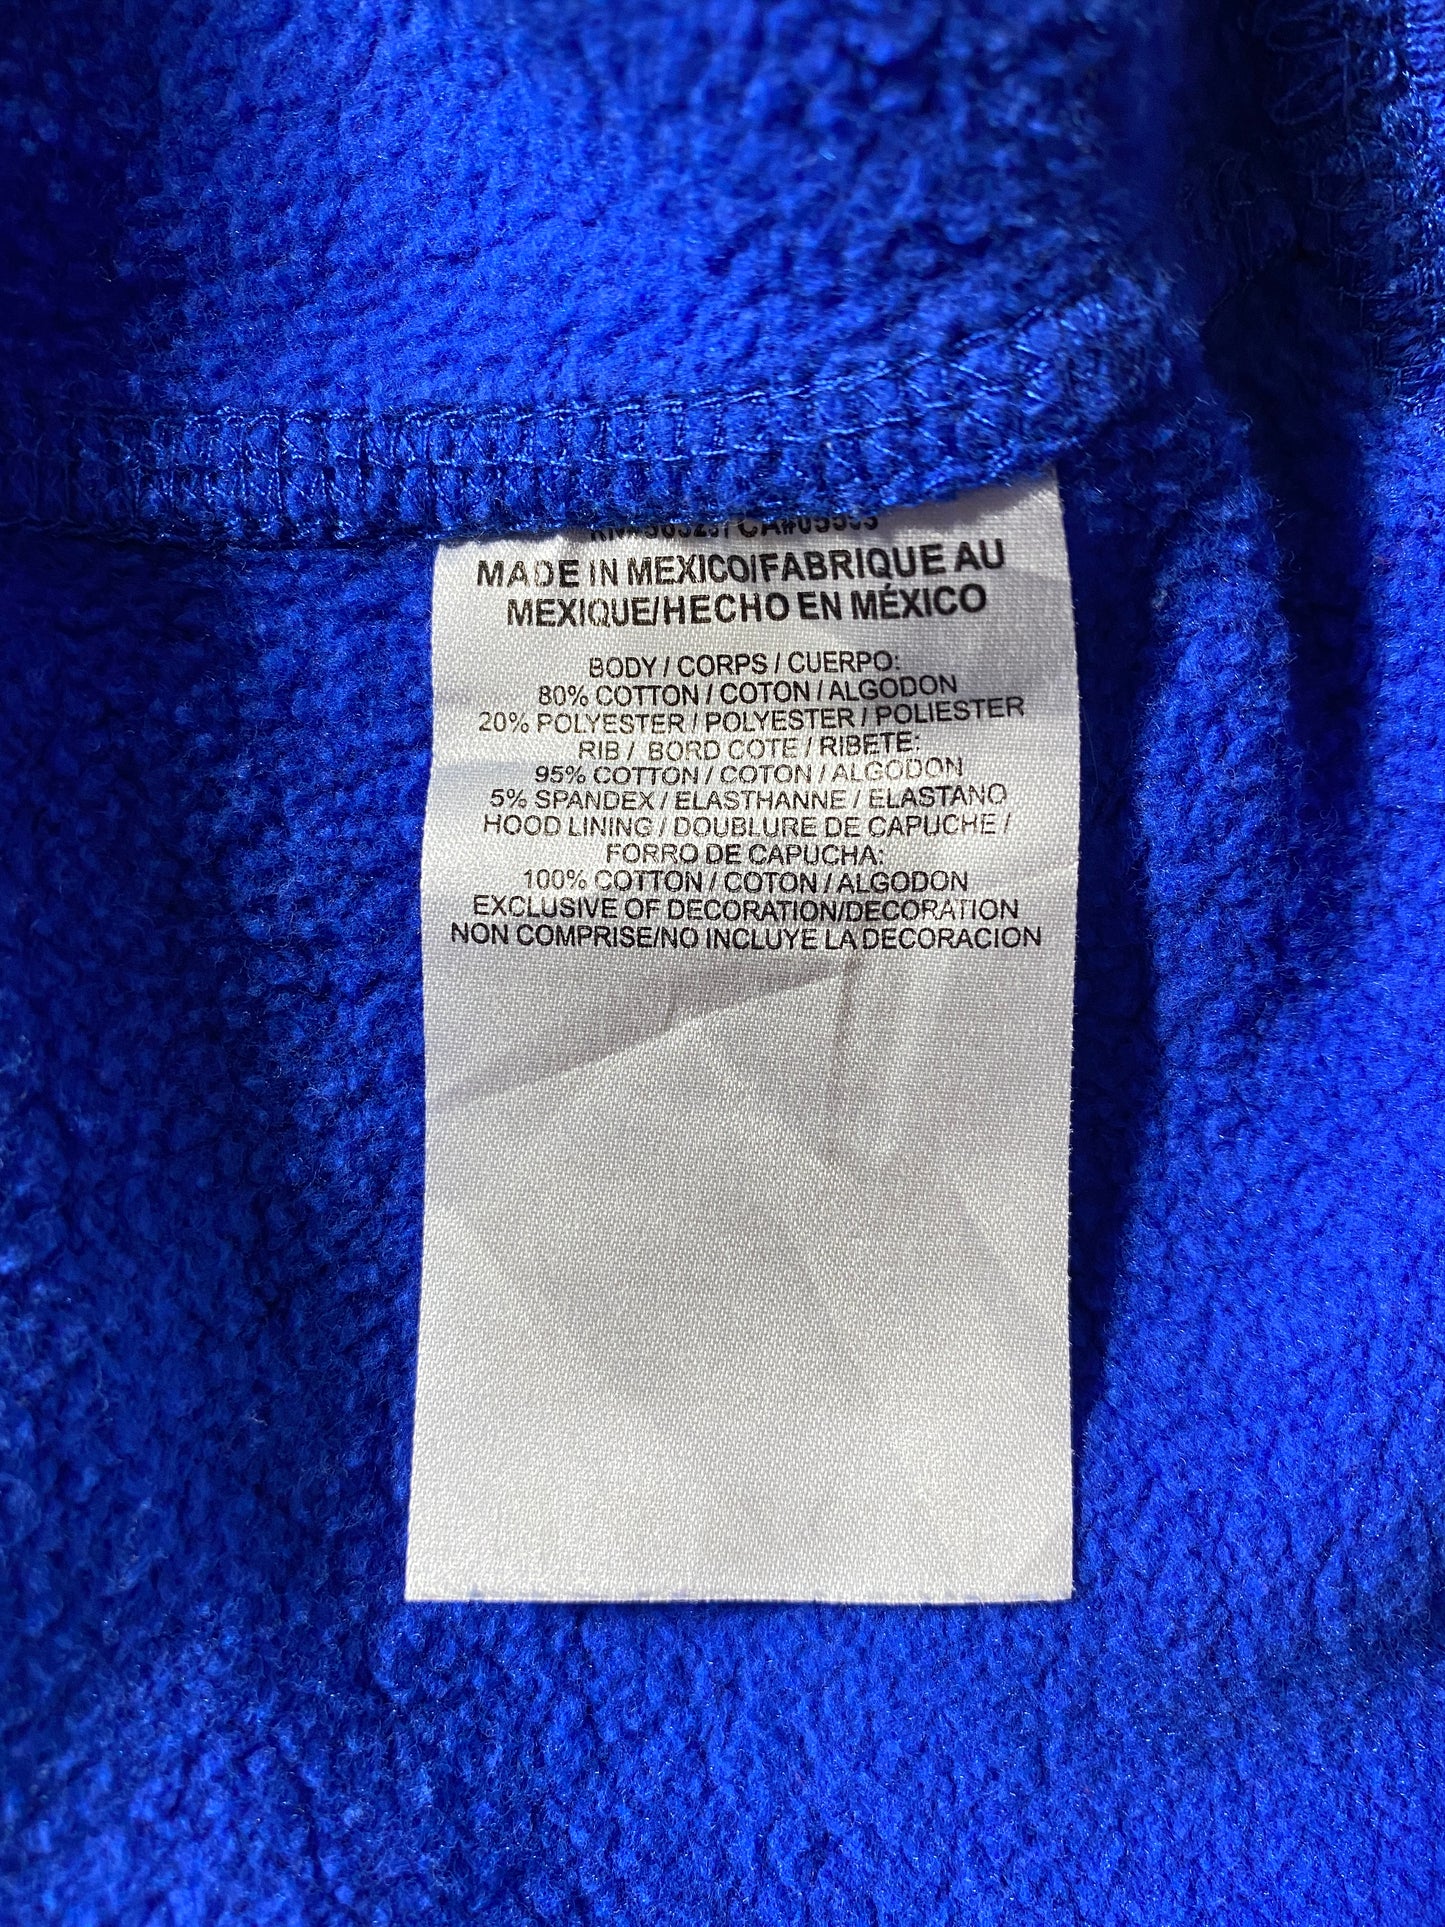 MADE IN MEXICO/FABRIQUE AU
MEXIQUE/HECHO EN MÉXICO
BODY / CORPS / CUERPO:
80% COTTON / COTON / ALGODON
20% POLYESTER / POLYESTER / POLIESTER
RIB / BORD COTE / RIBETE:
95% COTTON / COTON / ALGODON
5% SPANDEX / ELASTHANNE / ELASTANO
HOOD LINING / DOUBLURE DE CAPUCHE /
FORRO DE CAPUCHA:
100% COTTON / COTON / ALGODON
EXCLUSIVE OF DECORATION/DECORATION
NON COMPRISE/NO INCLUYE LA DECORACION